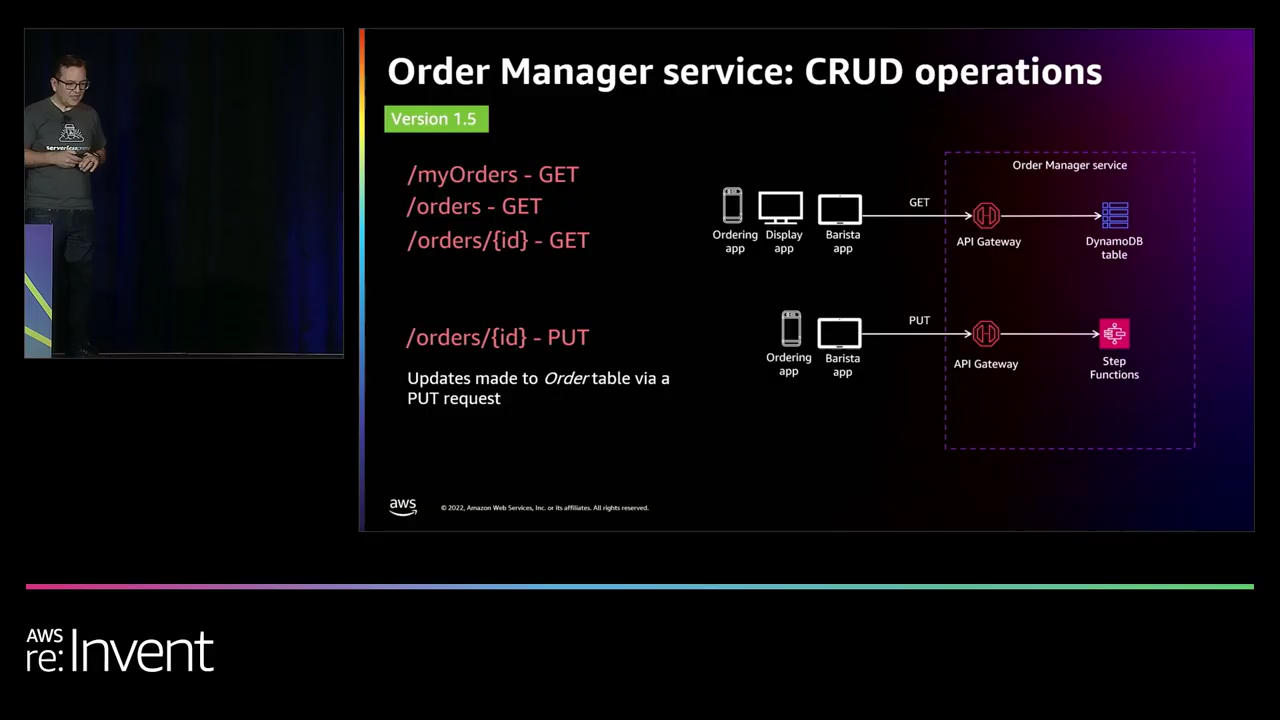 Order Manager service: CRUD operations
Version 1.5
/myOrders - GET
/orders - GET
/orders/{id} - GET
/orders/{id} - PUT
Updates made to Order table via a
PUT request
Order Manager service
GET
Ordering
app
Display
app
Barista
app
API Gateway
DynamoDB
table
PUT
Ordering
app
Barista
app
API Gateway
Step
Functions
aws
© 2022, Amazon Web Services, Inc. or its affiliates. All rights reserved.
AWS
re:Invent